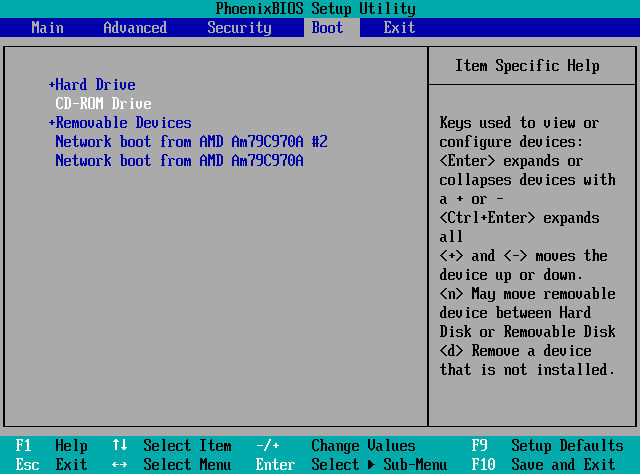 PhoenixBIOS Setup Utility
Main Advanced Security Boot Exit
Item Specific Help
+Hard Drive
CD-ROM Drive
+Removable Devices
Network boot from AMD Am79C970A #2
Network boot from AMD Am79C970A
Keys used to view or
configure devices:
<Enter> expands or
collapses devices with
a + or -
<Ctrl+Enter> expands
all
<+> and <-> moves the
device up or down.
<n> May move removable
device between Hard
Disk or Removable Disk
<d> Remove a device
that is not installed.
F1 Help ↑↓ Select Item -/+ Change Values F9 Setup Defaults
Esc Exit ↔ Select Menu Enter Select ▶ Sub-Menu F10 Save and Exit